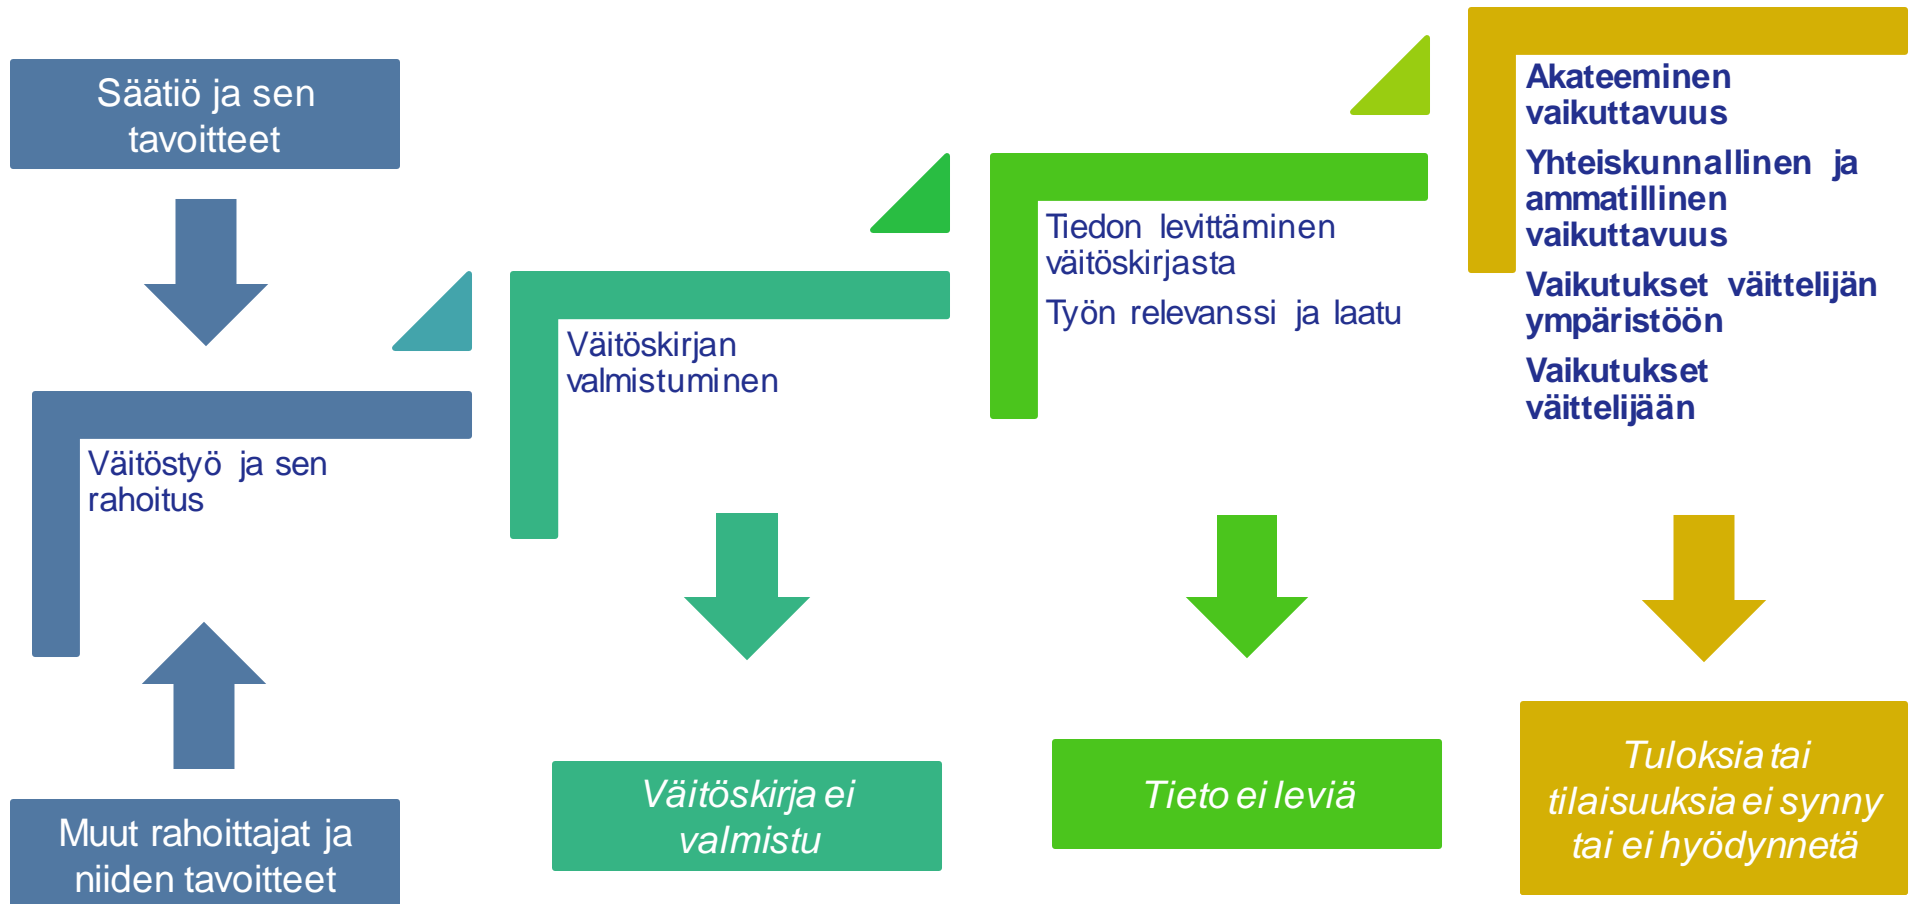 Säätiö ja sen
tavoitteet
Väitöstyö ja sen
rahoitus
Muut rahoittajat ja
niiden tavoitteet
Väitöskirjan
valmistuminen
Väitöskirja ei
valmistu
Tiedon levittäminen
väitöskirjasta
Työn relevanssi ja laatu
Tieto ei leviä
Akateeminen
vaikuttavuus
Yhteiskunnallinen ja
ammatillinen
vaikuttavuus
Vaikutukset väittelijän
ympäristöön
Vaikutukset
väittelijään
Tuloksia tai
tilaisuuksia ei synny
tai ei hyödynnetä